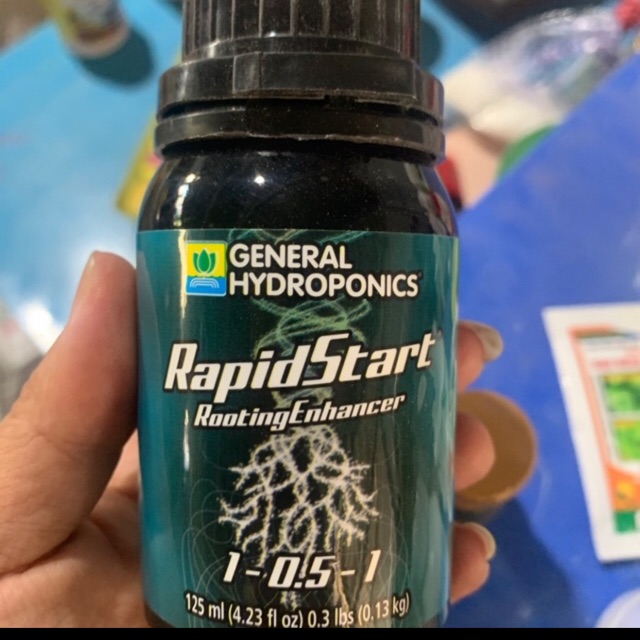 GENERAL
HYDROPONICS
RapidStart
RootingEnhancer
1-0.5-1
125 ml (4.23 fl oz) 0.3 lbs (0.13 kg)